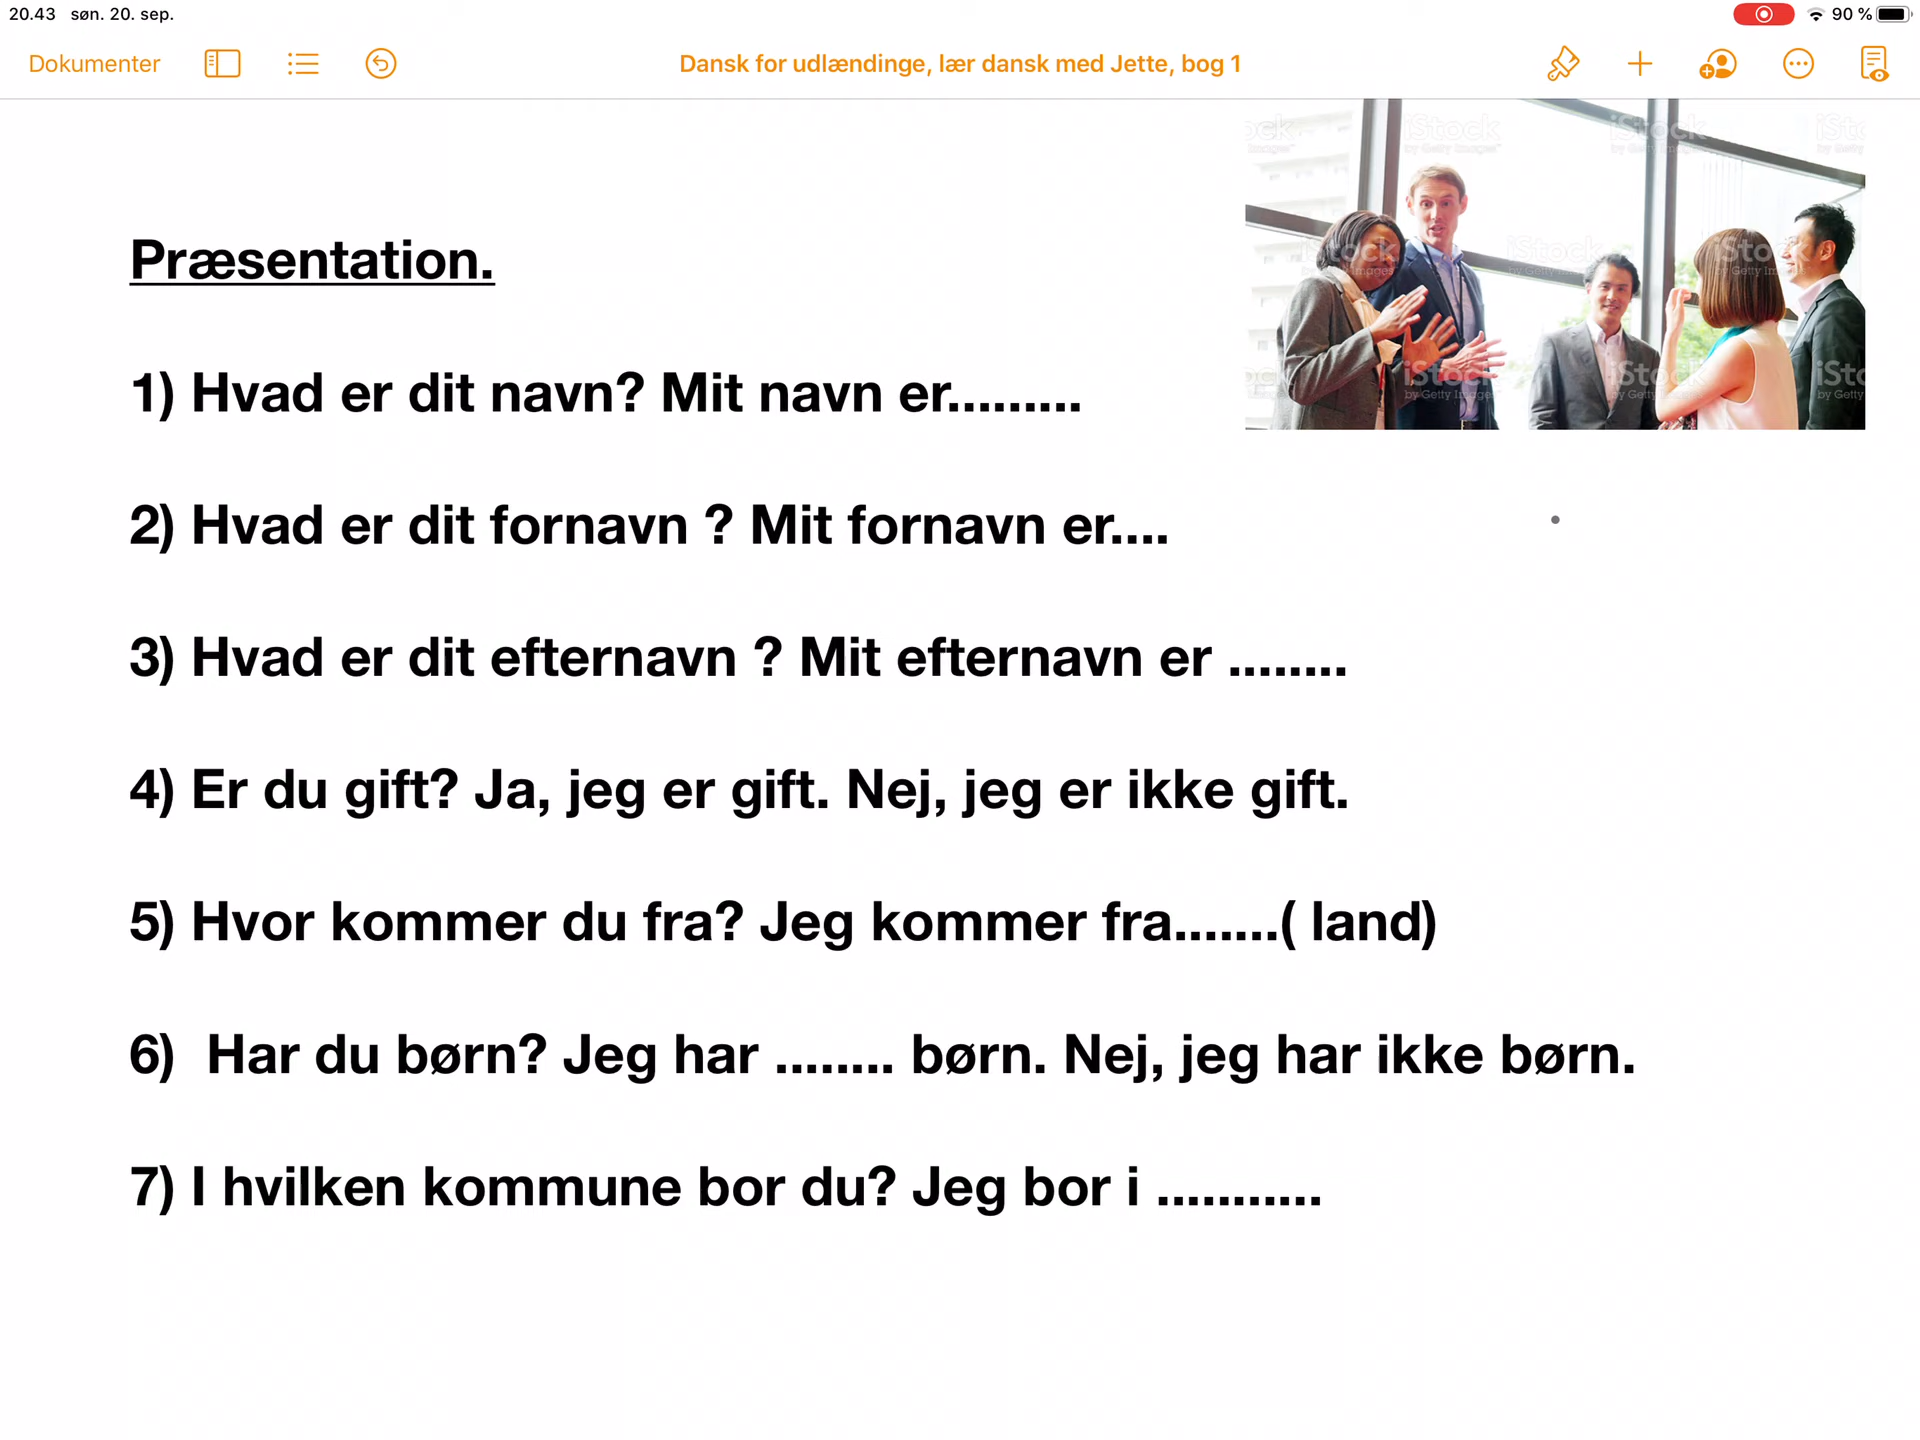 20.43 søn. 20. sep.
90 %
Dokumenter
Dansk for udlændinge, lær dansk med Jette, bog 1
iStock
by Getty Images
Præsentation.
1) Hvad er dit navn? Mit navn er.........
2) Hvad er dit fornavn ? Mit fornavn er....
3) Hvad er dit efternavn ? Mit efternavn er ........
4) Er du gift? Ja, jeg er gift. Nej, jeg er ikke gift.
5) Hvor kommer du fra? Jeg kommer fra.......( land)
6) Har du børn? Jeg har ........ børn. Nej, jeg har ikke børn.
7) I hvilken kommune bor du? Jeg bor i ...........